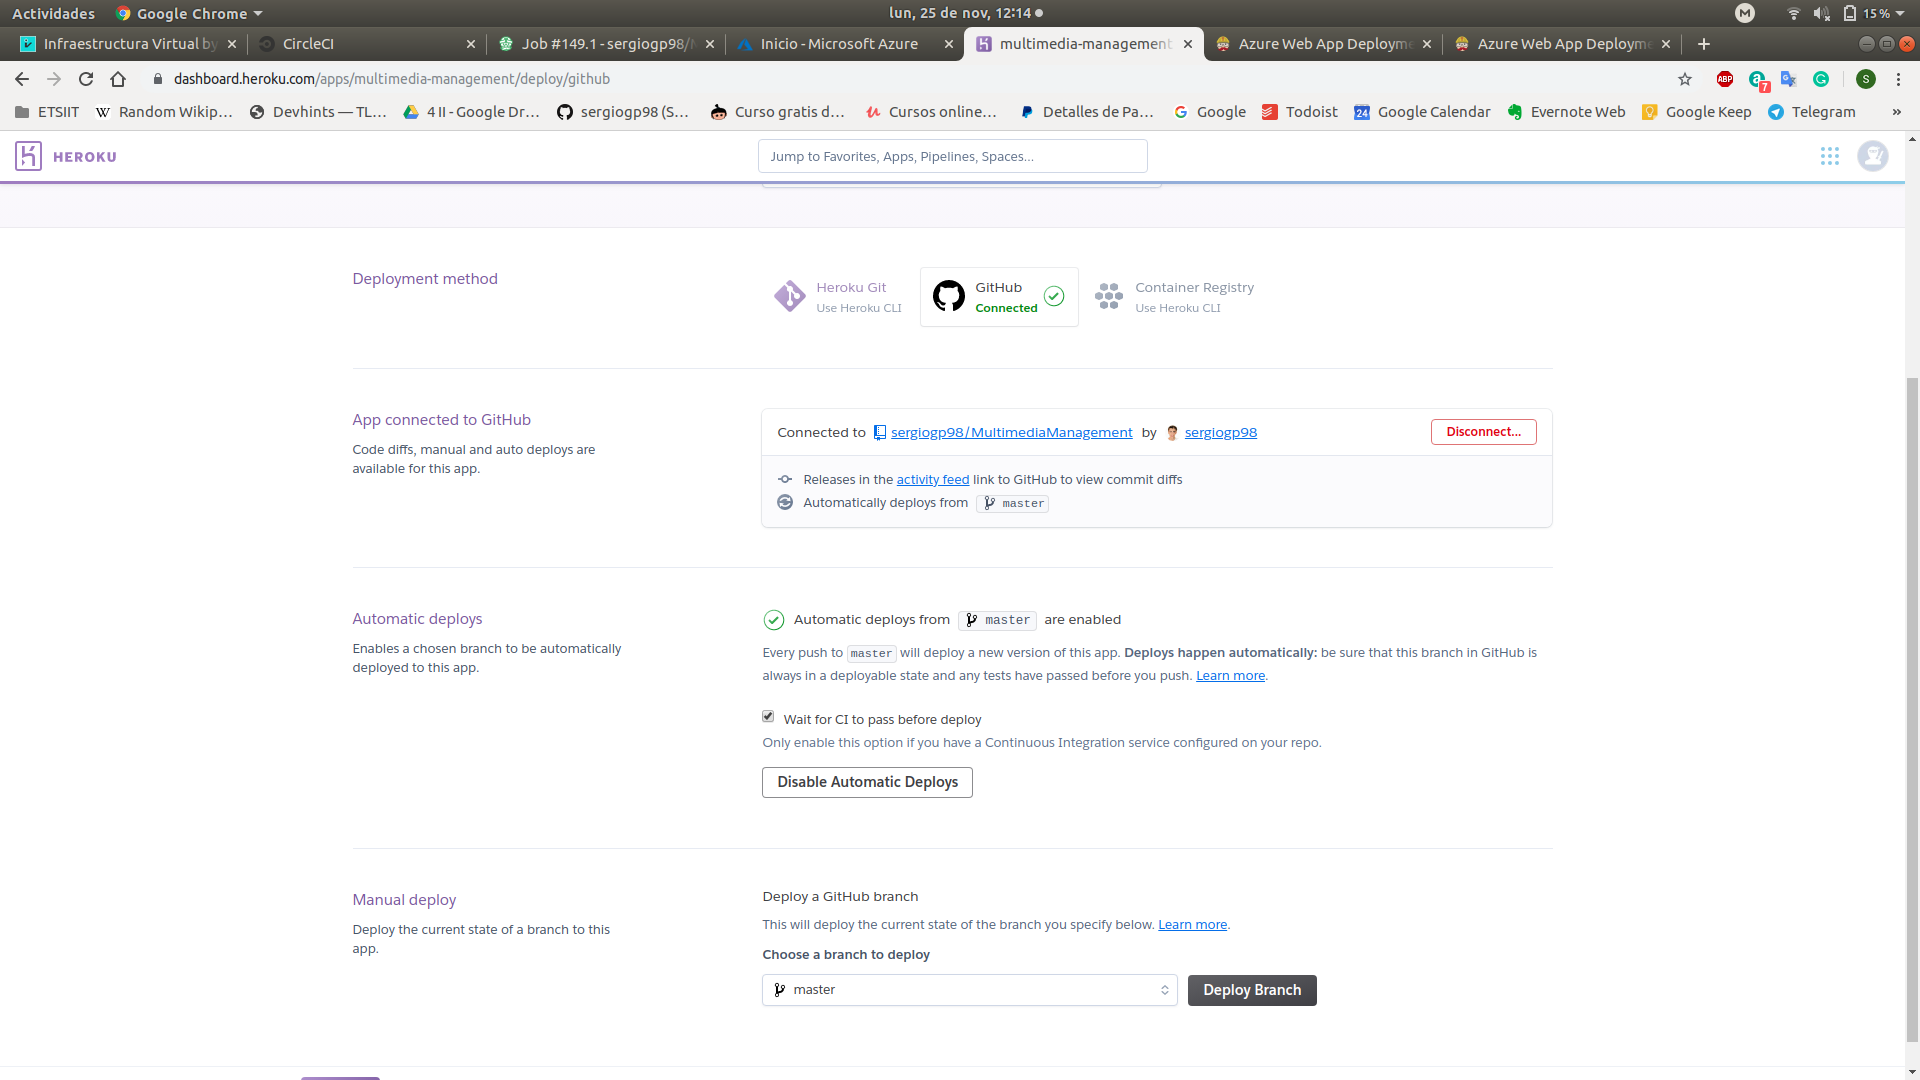 Actividades
Google Chrome
lun, 25 de nov, 12:14
M
15 %
Infraestructura Virtual by
CircleCI
Job #149.1 - sergiogp98/
Inicio - Microsoft Azure
multimedia-management
Azure Web App Deployme
Azure Web App Deployme
dashboard.heroku.com/apps/multimedia-management/deploy/github
ABP
7
S
ETSIIT
Random Wikip...
Devhints — TL...
4 II - Google Dr...
sergiogp98 (S...
Curso gratis d...
Cursos online...
Detalles de Pa...
Google
Todoist
24
Google Calendar
Evernote Web
Google Keep
Telegram
»
HEROKU
Jump to Favorites, Apps, Pipelines, Spaces...
Deployment method
Heroku Git
Use Heroku CLI
GitHub
Connected
Container Registry
Use Heroku CLI
App connected to GitHub
Code diffs, manual and auto deploys are
available for this app.
Connected to sergiogp98/MultimediaManagement by sergiogp98
Disconnect...
Releases in the activity feed link to GitHub to view commit diffs
Automatically deploys from master
Automatic deploys
Enables a chosen branch to be automatically
deployed to this app.
Automatic deploys from master are enabled
Every push to master will deploy a new version of this app. Deploys happen automatically: be sure that this branch in GitHub is
always in a deployable state and any tests have passed before you push. Learn more.
Wait for CI to pass before deploy
Only enable this option if you have a Continuous Integration service configured on your repo.
Disable Automatic Deploys
Manual deploy
Deploy the current state of a branch to this
app.
Deploy a GitHub branch
This will deploy the current state of the branch you specify below. Learn more.
Choose a branch to deploy
master
Deploy Branch